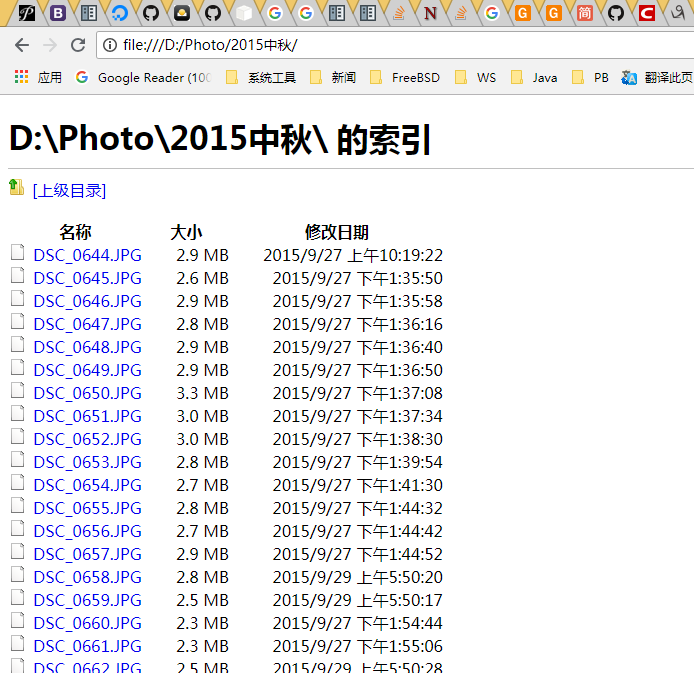 file:///D:/Photo/2015中秋/
应用 Google Reader (100 系统工具 新闻 FreeBSD WS Java PB 翻译此页
D:\Photo\2015中秋\ 的索引
[上级目录]
名称 大小 修改日期
DSC_0644.JPG 2.9 MB 2015/9/27 上午10:19:22
DSC_0645.JPG 2.6 MB 2015/9/27 下午1:35:50
DSC_0646.JPG 2.9 MB 2015/9/27 下午1:35:58
DSC_0647.JPG 2.8 MB 2015/9/27 下午1:36:16
DSC_0648.JPG 2.9 MB 2015/9/27 下午1:36:40
DSC_0649.JPG 2.9 MB 2015/9/27 下午1:36:50
DSC_0650.JPG 3.3 MB 2015/9/27 下午1:37:08
DSC_0651.JPG 3.0 MB 2015/9/27 下午1:37:34
DSC_0652.JPG 3.0 MB 2015/9/27 下午1:38:30
DSC_0653.JPG 2.8 MB 2015/9/27 下午1:39:54
DSC_0654.JPG 2.7 MB 2015/9/27 下午1:41:30
DSC_0655.JPG 2.8 MB 2015/9/27 下午1:44:32
DSC_0656.JPG 2.7 MB 2015/9/27 下午1:44:42
DSC_0657.JPG 2.9 MB 2015/9/27 下午1:44:52
DSC_0658.JPG 2.8 MB 2015/9/29 上午5:50:20
DSC_0659.JPG 2.5 MB 2015/9/29 上午5:50:17
DSC_0660.JPG 2.3 MB 2015/9/27 下午1:54:44
DSC_0661.JPG 2.3 MB 2015/9/27 下午1:55:06
DSC_0662.JPG 2.5 MB 2015/9/29 上午5:50:28